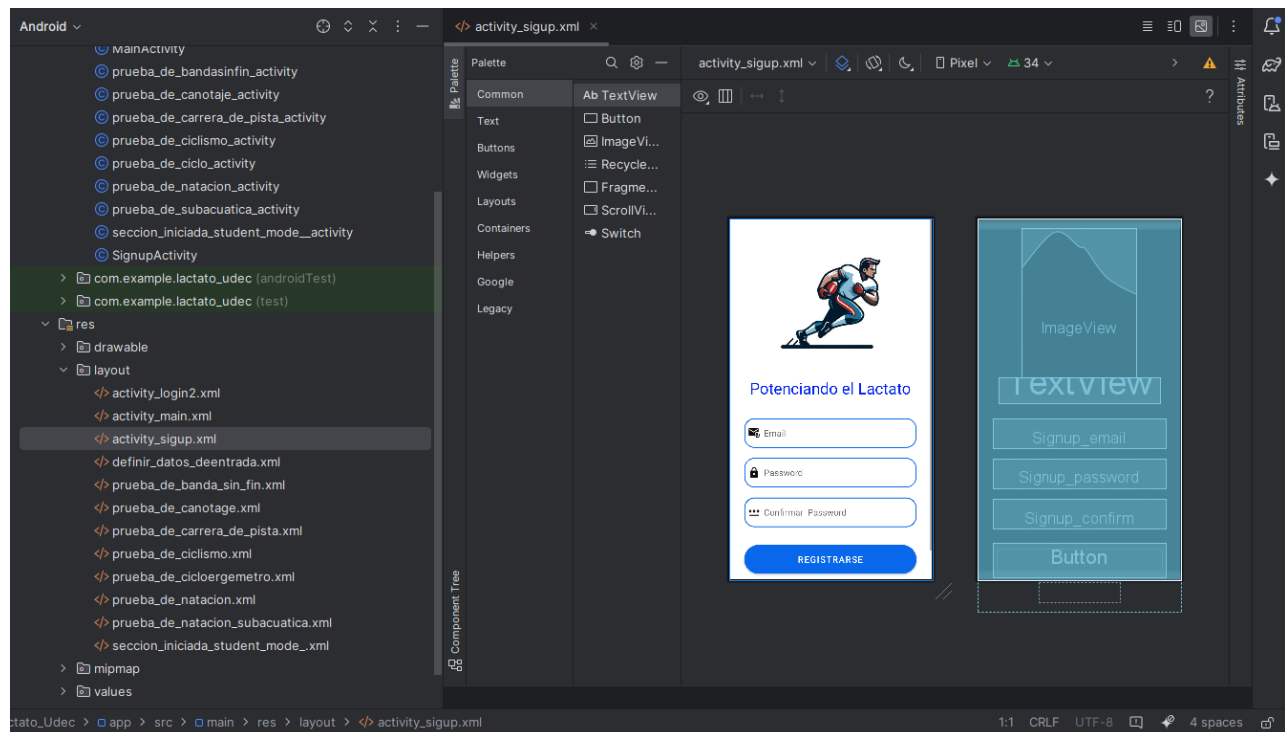 Android
activity_sigup.xml
MainActivity
prueba_de_bandasinfin_activity
prueba_de_canotaje_activity
prueba_de_carrera_de_pista_activity
prueba_de_ciclismo_activity
prueba_de_ciclo_activity
prueba_de_natacion_activity
prueba_de_subacuatica_activity
seccion_iniciada_student_mode__activity
SignupActivity
com.example.lactato_udec (androidTest)
com.example.lactato_udec (test)
res
drawable
layout
activity_login2.xml
activity_main.xml
activity_sigup.xml
definir_datos_deentrada.xml
prueba_de_banda_sin_fin.xml
prueba_de_canotage.xml
prueba_de_carrera_de_pista.xml
prueba_de_ciclismo.xml
prueba_de_cicloergemetro.xml
prueba_de_natacion.xml
prueba_de_natacion_subacuatica.xml
seccion_iniciada_student_mode_.xml
mipmap
values
Palette
Component Tree
Palette
Common
Text
Buttons
Widgets
Layouts
Containers
Helpers
Google
Legacy
Ab TextView
Button
ImageVi...
Recycle...
Fragme...
ScrollVi...
Switch
activity_sigup.xml
Pixel
34
?
Attributes
Potenciando el Lactato
Email
Password
Confirmar Password
REGISTRARSE
ImageView
TextView
Signup_email
Signup_password
Signup_confirm
Button
ctato_Udec > app > src > main > res > layout > activity_sigup.xml
1:1 CRLF UTF-8 4 spaces